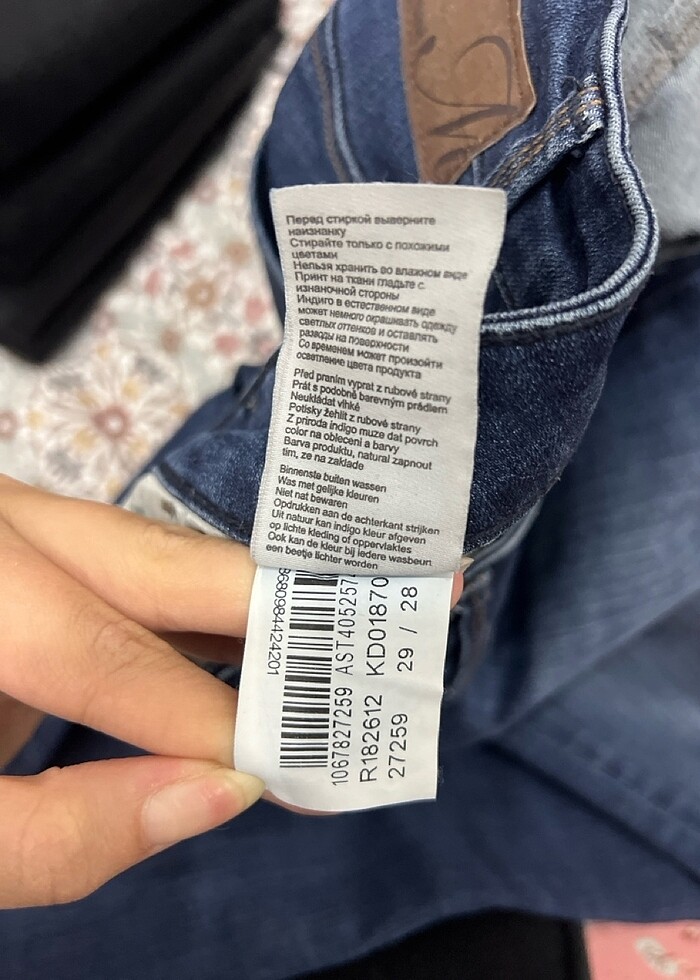 Перед стиркой выверните
наизнанку
Стирайте только с похожими
цветами
Нельзя хранить во влажном виде
Принт на ткани гладьте с
изнаночной стороны
Индиго в естественном виде
может немного окрашивать одежду
светлых оттенков и оставлять
разводы на поверхности
Со временем может произойти
осветление цвета продукта
Před praním vyprat z rubové strany
Prát s podobně barevným prádlem
Neukládat vlhké
Potisky žehlit z rubové strany
Z príroda indigo muze dat povrch
color na obleceni a barvy
Barva produktu, natural zapnout
tim, ze na zaklade
Binnenste buiten wassen
Was met gelijke kleuren
Niet nat bewaren
Opdrukken aan de achterkant strijken
Uit natuur kan indigo kleur afgeven
op lichte kleding of oppervlaktes
Ook kan de kleur bij iedere wasbeurt
een beetje lichter worden
8680984424201
1067827259 AST405257
R182612 KD01870
27259 29 / 28